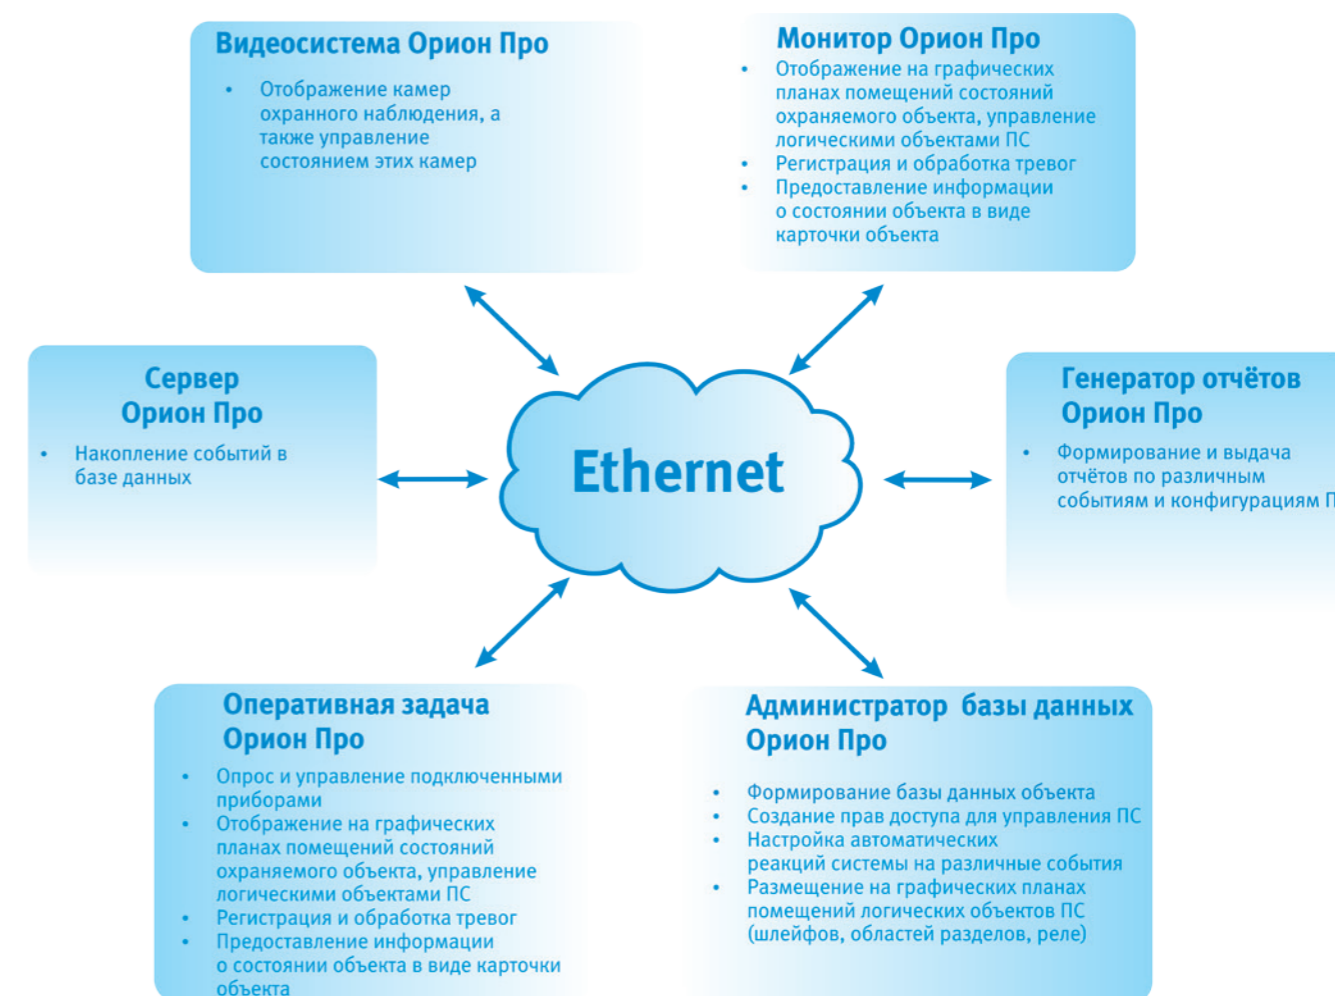 Видеосистема Орион Про
• Отображение камер
охранного наблюдения, а
также управление
состоянием этих камер
Монитор Орион Про
• Отображение на графических
планах помещений состояний
охраняемого объекта, управление
логическими объектами ПС
• Регистрация и обработка тревог
• Предоставление информации
о состоянии объекта в виде
карточки объекта
Сервер
Орион Про
• Накопление событий в
базе данных
Ethernet
Генератор отчётов
Орион Про
• Формирование и выдача
отчётов по различным
событиям и конфигурациям
Оперативная задача
Орион Про
• Опрос и управление подключенными
приборами
• Отображение на графических
планах помещений состояний
охраняемого объекта, управление
логическими объектами ПС
• Регистрация и обработка тревог
• Предоставление информации
о состоянии объекта в виде карточки
объекта
Администратор базы данных
Орион Про
• Формирование базы данных объекта
• Создание прав доступа для управления ПС
• Настройка автоматических
реакций системы на различные события
• Размещение на графических планах
помещений логических объектов ПС
(шлейфов, областей разделов, реле)